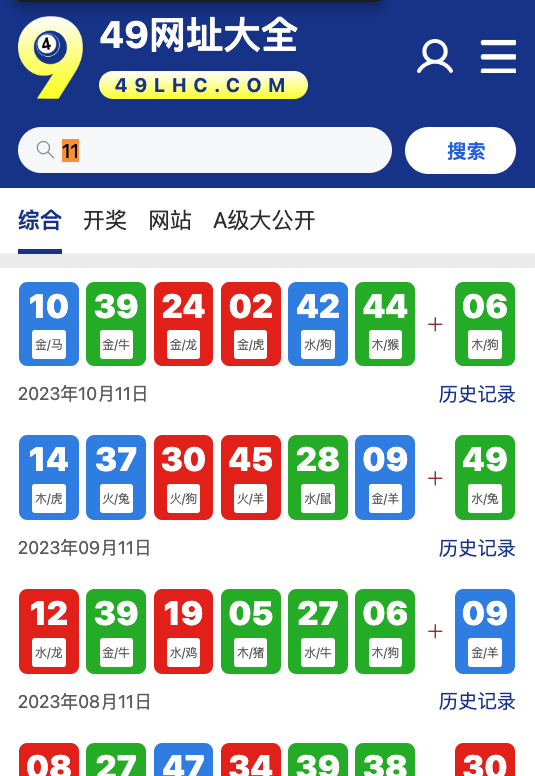 49网址大全
49LHC.COM
11
搜索
综合 开奖 网站 A级大公开
10 39 24 02 42 44 + 06
金/马 金/牛 金/龙 金/虎 水/狗 木/猴 木/狗
2023年10月11日 历史记录
14 37 30 45 28 09 + 49
木/虎 火/兔 火/狗 火/羊 水/鼠 金/羊 水/兔
2023年09月11日 历史记录
12 39 19 05 27 06 + 09
水/龙 金/牛 水/鸡 木/猪 水/牛 木/狗 金/羊
2023年08月11日 历史记录
08 27 47 34 39 38 30